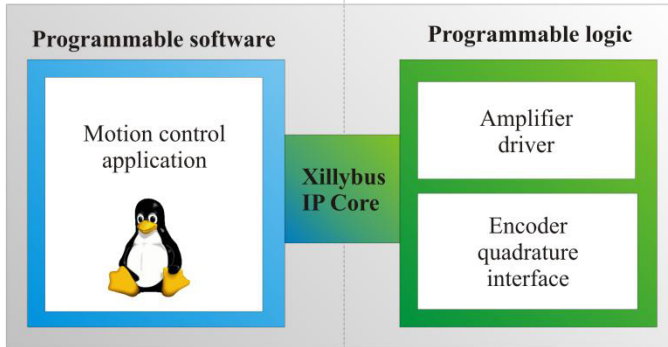 Programmable software
Motion control
application
Xillybus
IP Core
Programmable logic
Amplifier
driver
Encoder
quadrature
interface